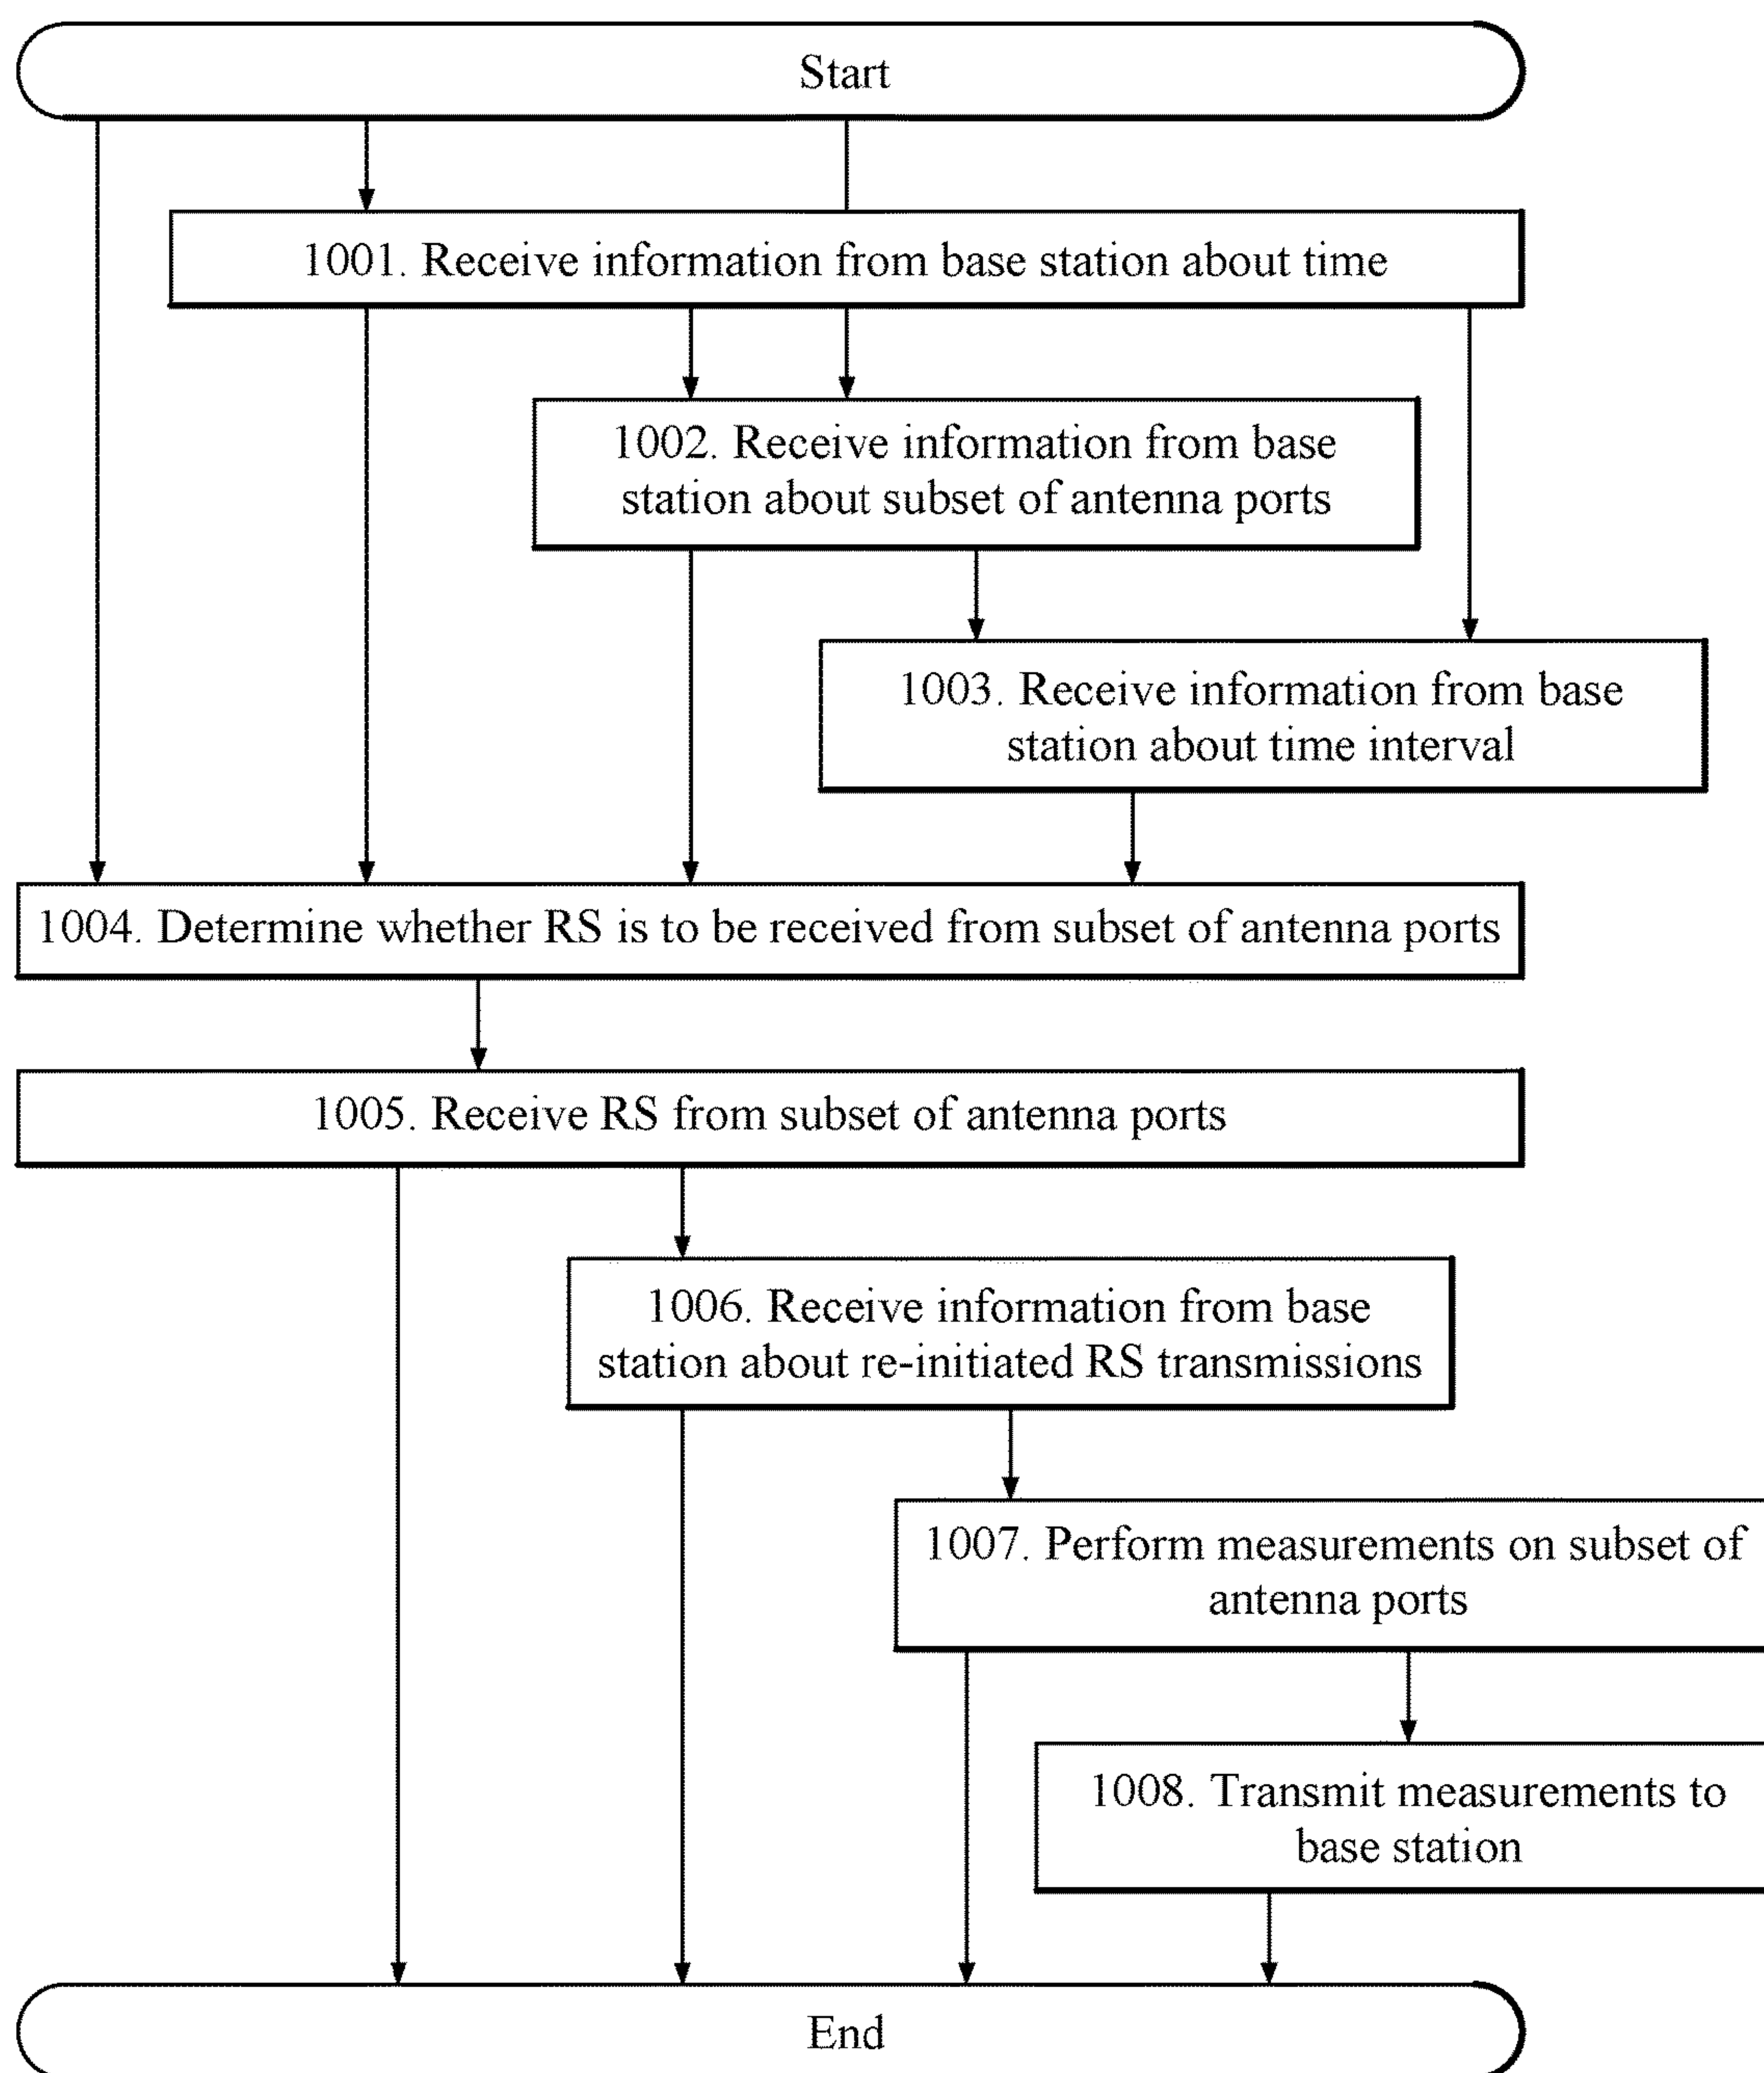 Start
1001. Receive information from base station about time
1002. Receive information from base
station about subset of antenna ports
1003. Receive information from base
station about time interval
1004. Determine whether RS is to be received from subset of antenna ports
1005. Receive RS from subset of antenna ports
1006. Receive information from base
station about re-initiated RS transmissions
1007. Perform measurements on subset of
antenna ports
1008. Transmit measurements to
base station
End